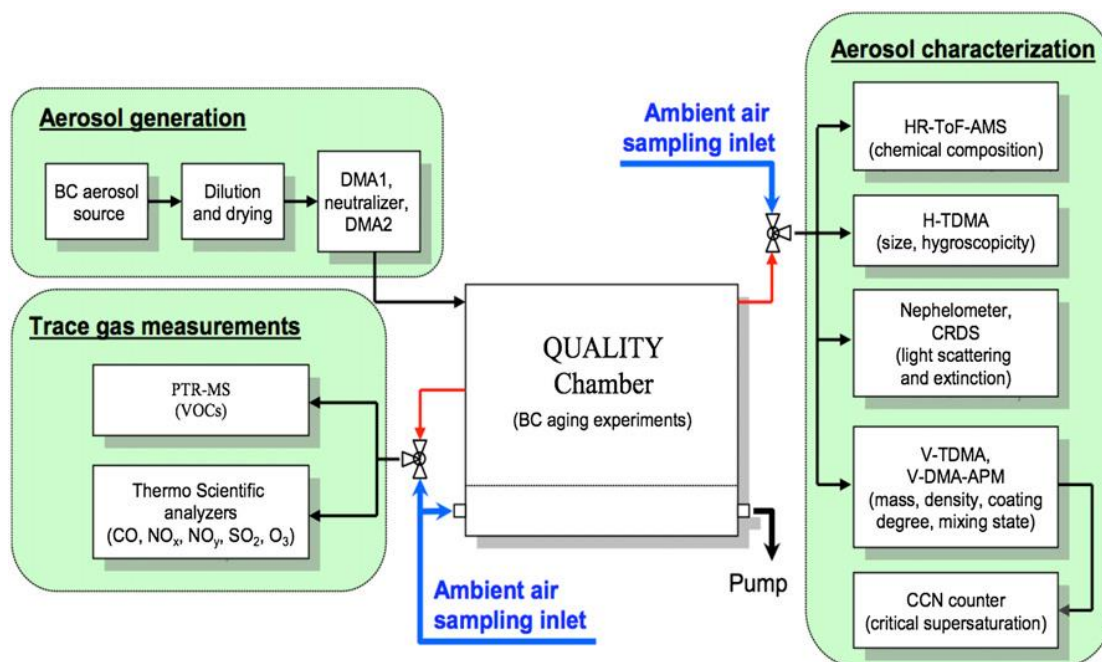 Aerosol generation
BC aerosol
source
Dilution
and drying
DMA1,
neutralizer,
DMA2
Trace gas measurements
PTR-MS
(VOCs)
Thermo Scientific
analyzers
(CO, NOₓ, NOᵧ, SO₂, O₃)
QUALITY
Chamber
(BC aging experiments)
Ambient air
sampling inlet
Pump
Ambient air
sampling inlet
Aerosol characterization
HR-ToF-AMS
(chemical composition)
H-TDMA
(size, hygroscopicity)
Nephelometer,
CRDS
(light scattering
and extinction)
V-TDMA,
V-DMA-APM
(mass, density, coating
degree, mixing state)
CCN counter
(critical supersaturation)